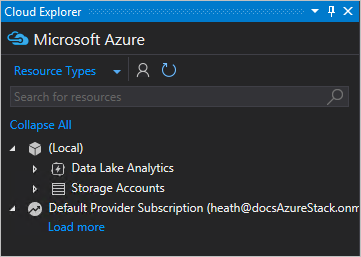 Cloud Explorer
Microsoft Azure
Resource Types
Search for resources
Collapse All
(Local)
Data Lake Analytics
Storage Accounts
Default Provider Subscription (heath@docsAzureStack.onm
Load more